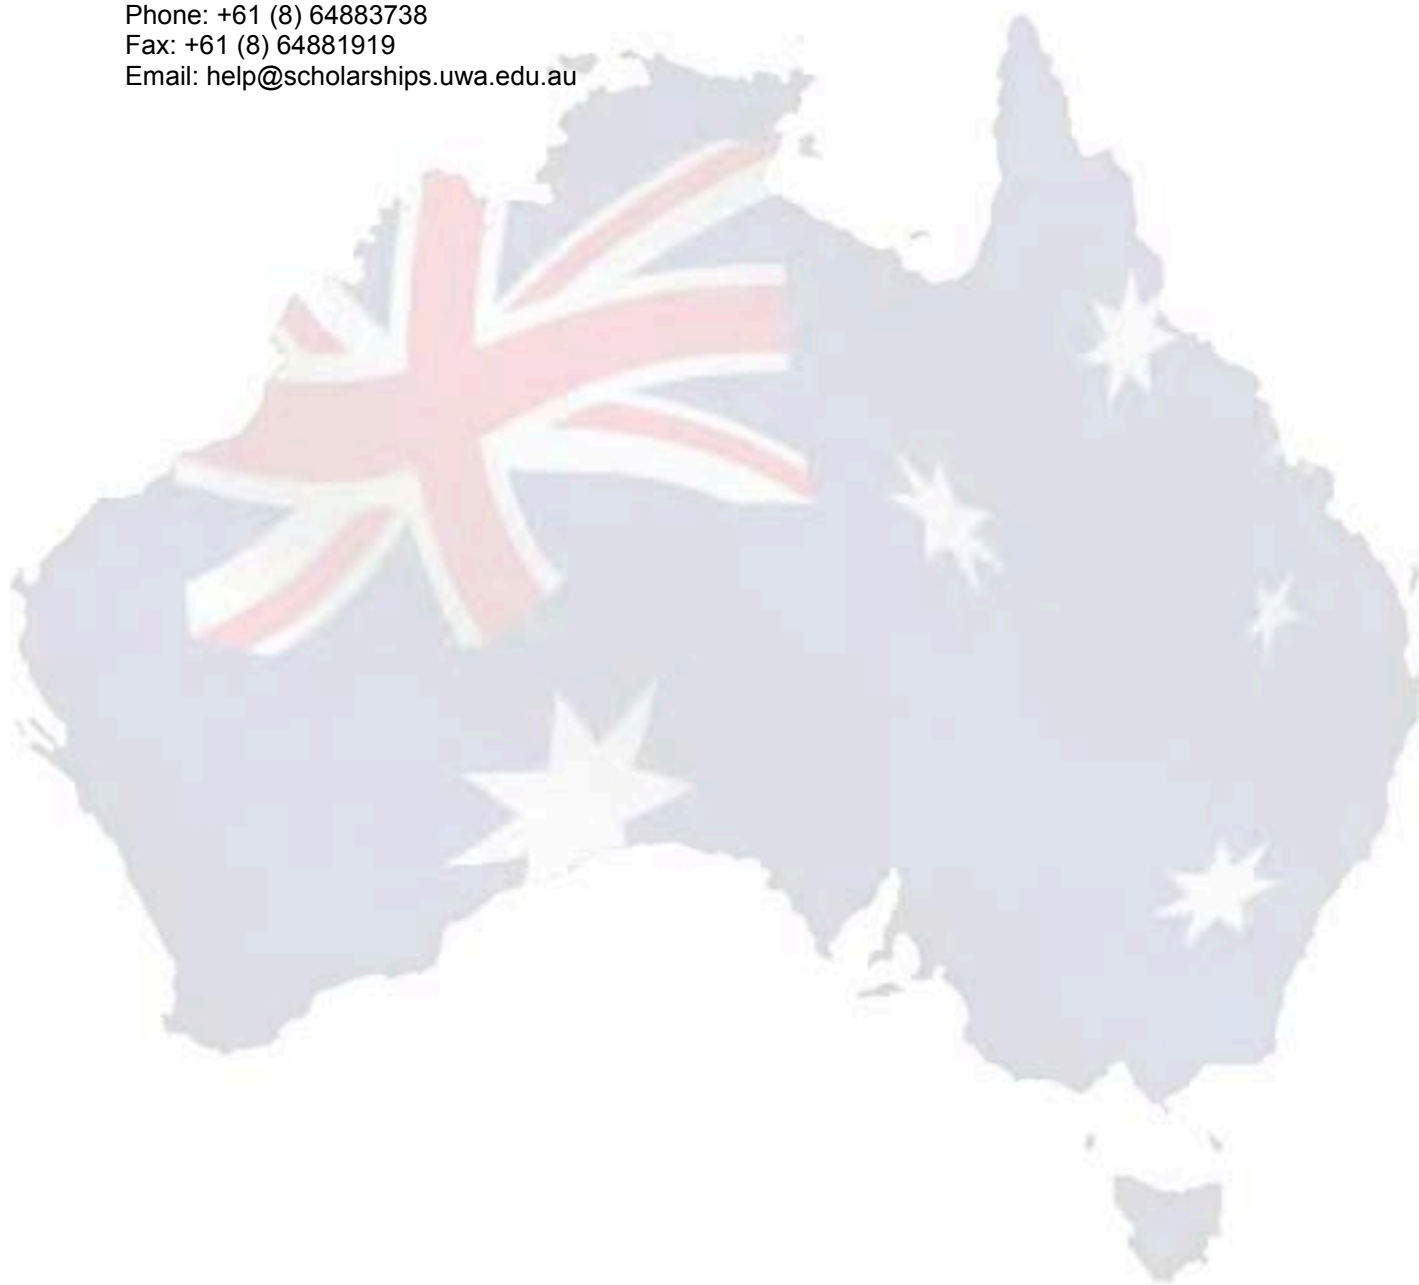 Phone: +61 (8) 64883738
Fax: +61 (8) 64881919
Email: help@scholarships.uwa.edu.au